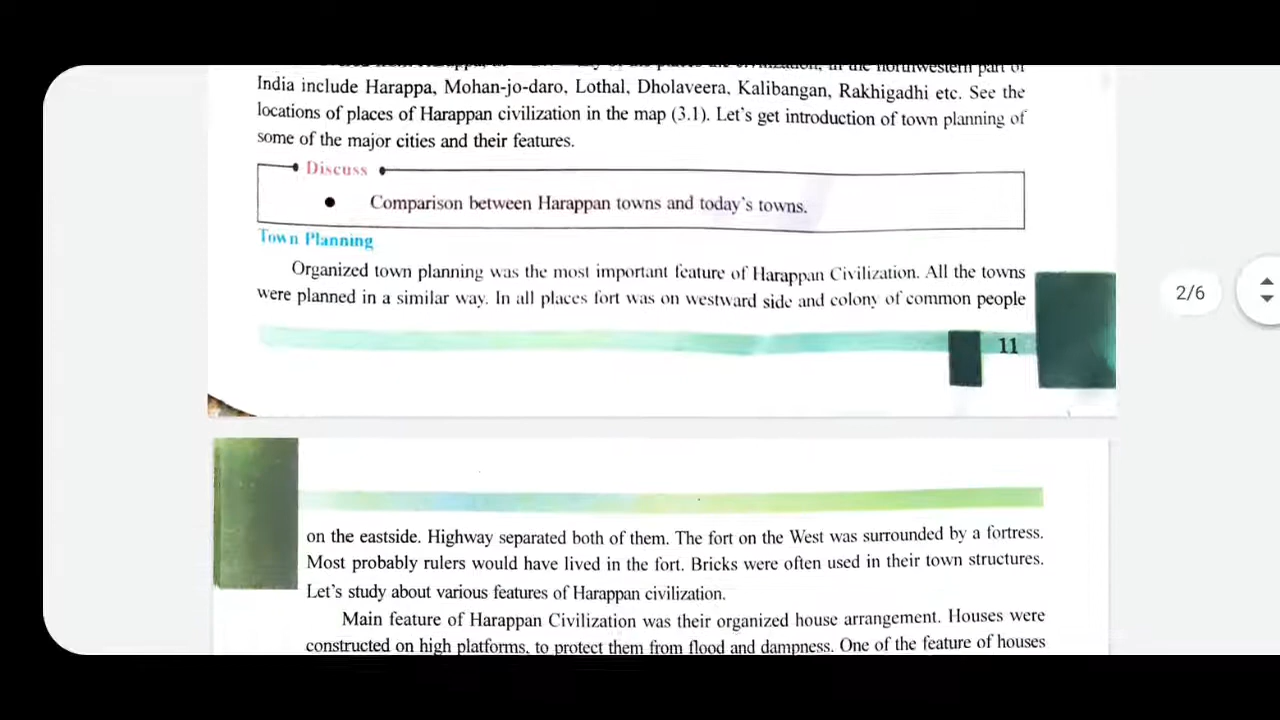 northwestern part of
India include Harappa, Mohan-jo-daro, Lothal, Dholaveera, Kalibangan, Rakhigadhi etc. See the
locations of places of Harappan civilization in the map (3.1). Let's get introduction of town planning of
some of the major cities and their features.
Discuss
● Comparison between Harappan towns and today's towns.
Town Planning
Organized town planning was the most important feature of Harappan Civilization. All the towns
were planned in a similar way. In all places fort was on westward side and colony of common people
2/6
11
on the eastside. Highway separated both of them. The fort on the West was surrounded by a fortress.
Most probably rulers would have lived in the fort. Bricks were often used in their town structures.
Let's study about various features of Harappan civilization.
Main feature of Harappan Civilization was their organized house arrangement. Houses were
constructed on high platforms, to protect them from flood and dampness. One of the feature of houses